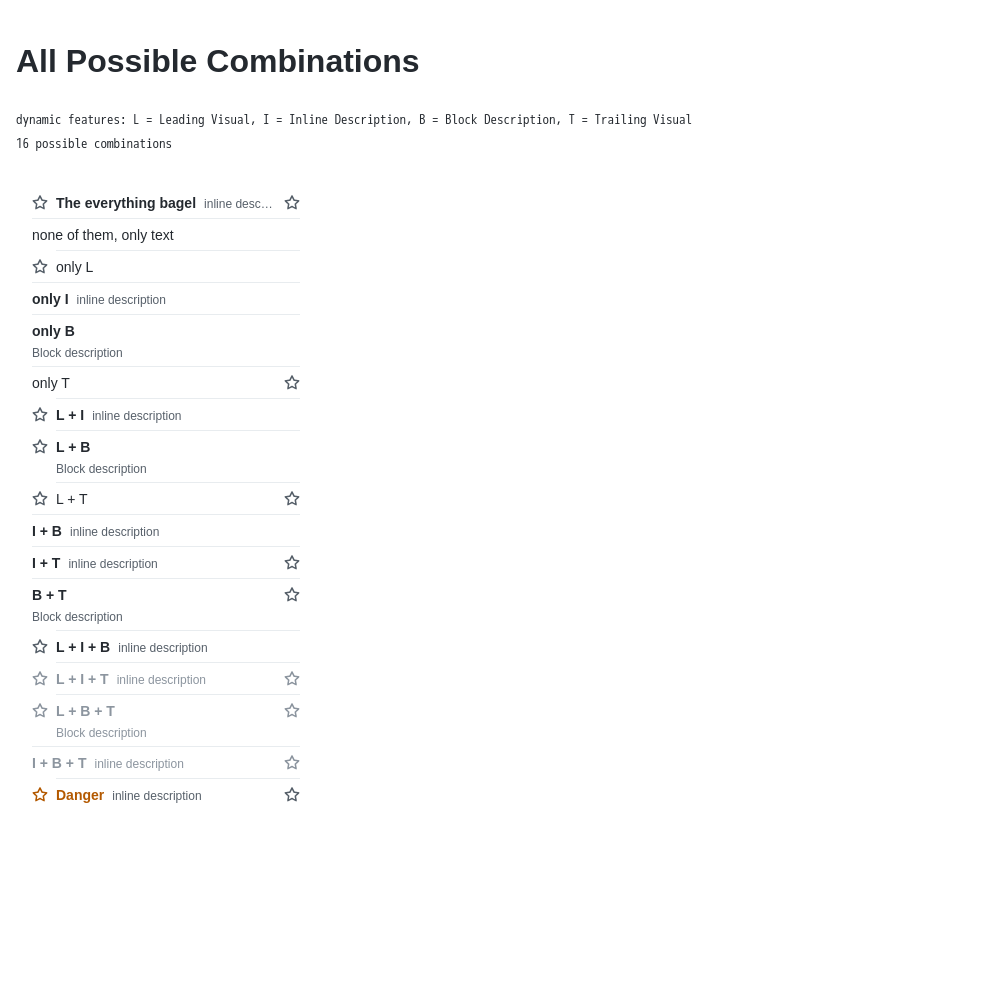 All Possible Combinations
dynamic features: L = Leading Visual, I = Inline Description, B = Block Description, T = Trailing Visual
16 possible combinations
The everything bagel inline desc…
none of them, only text
only L
only I inline description
only B
Block description
only T
L + I inline description
L + B
Block description
L + T
I + B inline description
I + T inline description
B + T
Block description
L + I + B inline description
L + I + T inline description
L + B + T
Block description
I + B + T inline description
Danger inline description